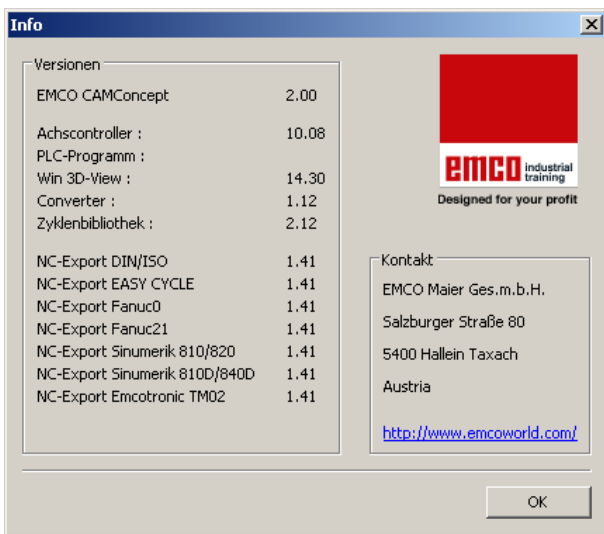 Info
Versionen
EMCO CAMConcept 2.00
Achscontroller : 10.08
PLC-Programm :
Win 3D-View : 14.30
Converter : 1.12
Zyklenbibliothek : 2.12
NC-Export DIN/ISO 1.41
NC-Export EASY CYCLE 1.41
NC-Export Fanuc0 1.41
NC-Export Fanuc21 1.41
NC-Export Sinumerik 810/820 1.41
NC-Export Sinumerik 810D/840D 1.41
NC-Export Emcotronic TM02 1.41
emco industrial
training
Designed for your profit
Kontakt
EMCO Maier Ges.m.b.H.
Salzburger Straße 80
5400 Hallein Taxach
Austria
http://www.emcoworld.com/
OK